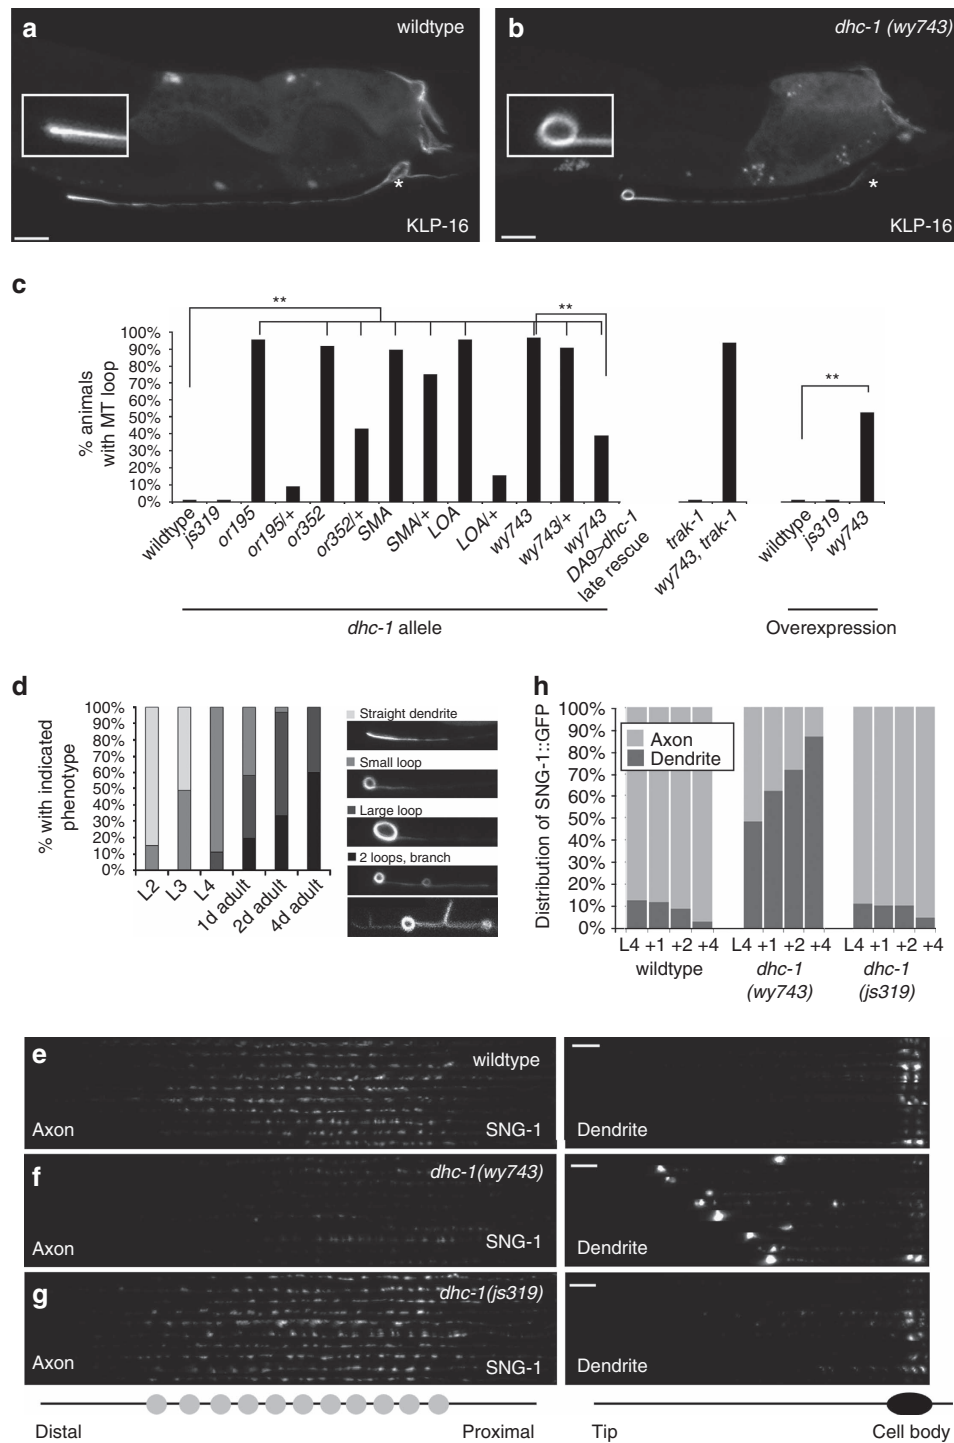 a
wildtype
*
KLP-16
b
dhc-1 (wy743)
*
KLP-16
c
**
**
**
% animals
with MT loop
100%
90%
80%
70%
60%
50%
40%
30%
20%
10%
0%
wildtype
js319
or195
or195/+
or352
or352/+
SMA
SMA/+
LOA
LOA/+
wy743
wy743/+
wy743
DA9>dhc-1
late rescue
trak-1
wy743, trak-1
wildtype
js319
wy743
dhc-1 allele
Overexpression
d
% with indicated
phenotype
100%
90%
80%
70%
60%
50%
40%
30%
20%
10%
0%
L2
L3
L4
1d adult
2d adult
4d adult
Straight dendrite
Small loop
Large loop
2 loops, branch
h
Distribution of SNG-1::GFP
100%
90%
80%
70%
60%
50%
40%
30%
20%
10%
0%
Axon
Dendrite
L4 +1 +2 +4
L4 +1 +2 +4
L4 +1 +2 +4
wildtype
dhc-1
(wy743)
dhc-1
(js319)
e
wildtype
Axon
SNG-1
Dendrite
f
dhc-1(wy743)
Axon
SNG-1
Dendrite
g
dhc-1(js319)
Axon
SNG-1
Dendrite
Distal
Proximal
Tip
Cell body